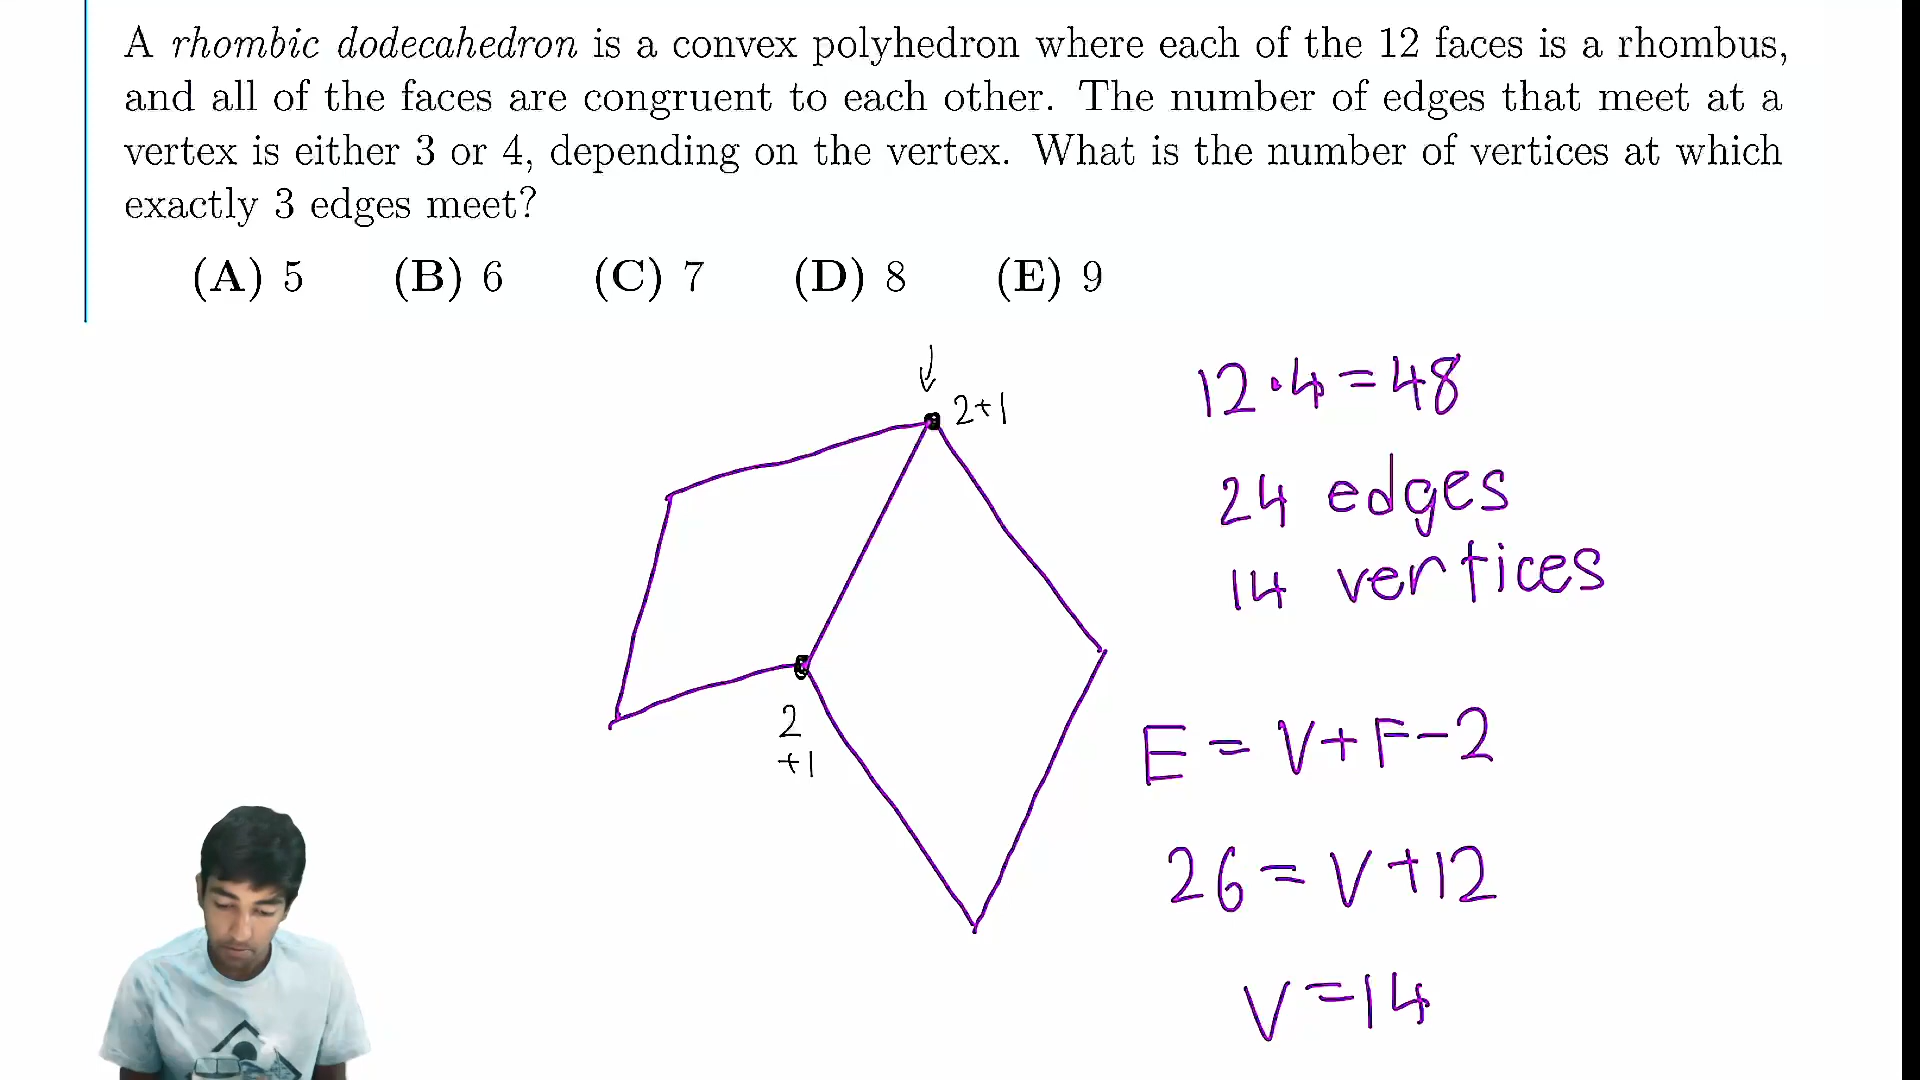 A rhombic dodecahedron is a convex polyhedron where each of the 12 faces is a rhombus,
and all of the faces are congruent to each other. The number of edges that meet at a
vertex is either 3 or 4, depending on the vertex. What is the number of vertices at which
exactly 3 edges meet?
(A) 5 (B) 6 (C) 7 (D) 8 (E) 9
2+1
2
+1
12·4=48
24 edges
14 vertices
E = V+F-2
26 = V+12
V=14